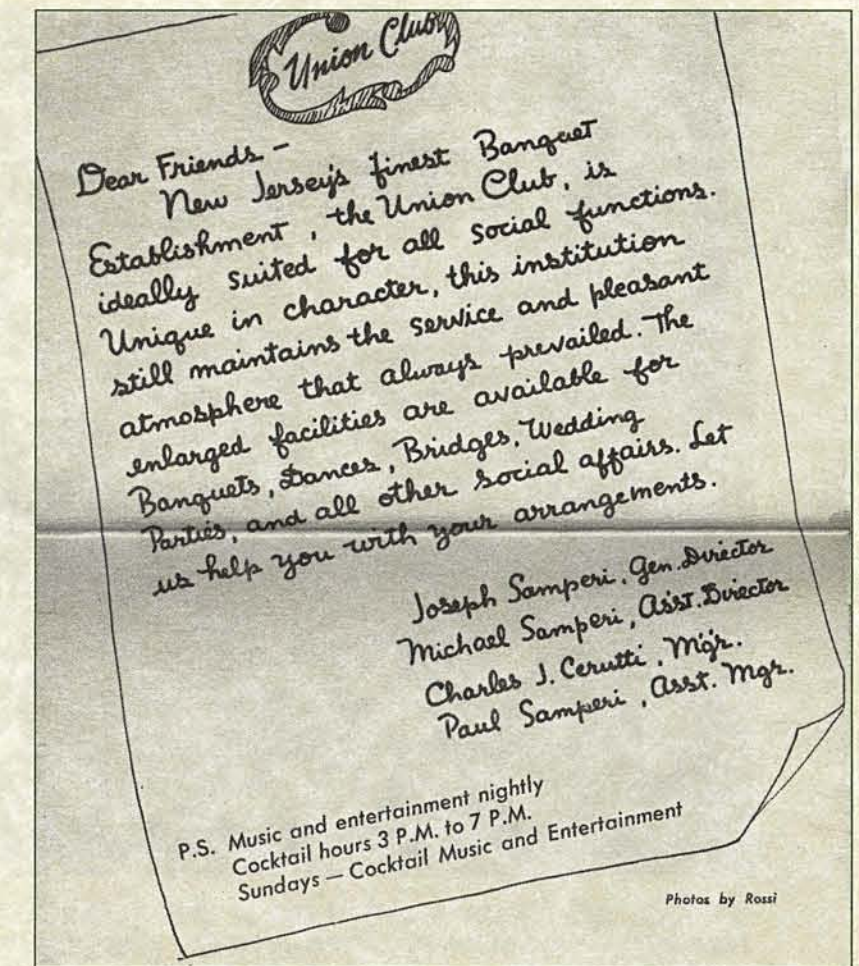 Union Club
Dear Friends –
New Jersey's finest Banquet
Establishment, the Union Club, is
ideally suited for all social functions.
Unique in character, this institution
still maintains the service and pleasant
atmosphere that always prevailed. The
enlarged facilities are available for
Banquets, Dances, Bridges, Wedding
Parties, and all other social affairs. Let
us help you with your arrangements.
Joseph Samperi, Gen. Director
Michael Samperi, Ass't. Director
Charles J. Cerutti, M'g'r.
Paul Samperi, Asst. Mgr.
P.S. Music and entertainment nightly
Cocktail hours 3 P.M. to 7 P.M.
Sundays — Cocktail Music and Entertainment
Photos by Rossi